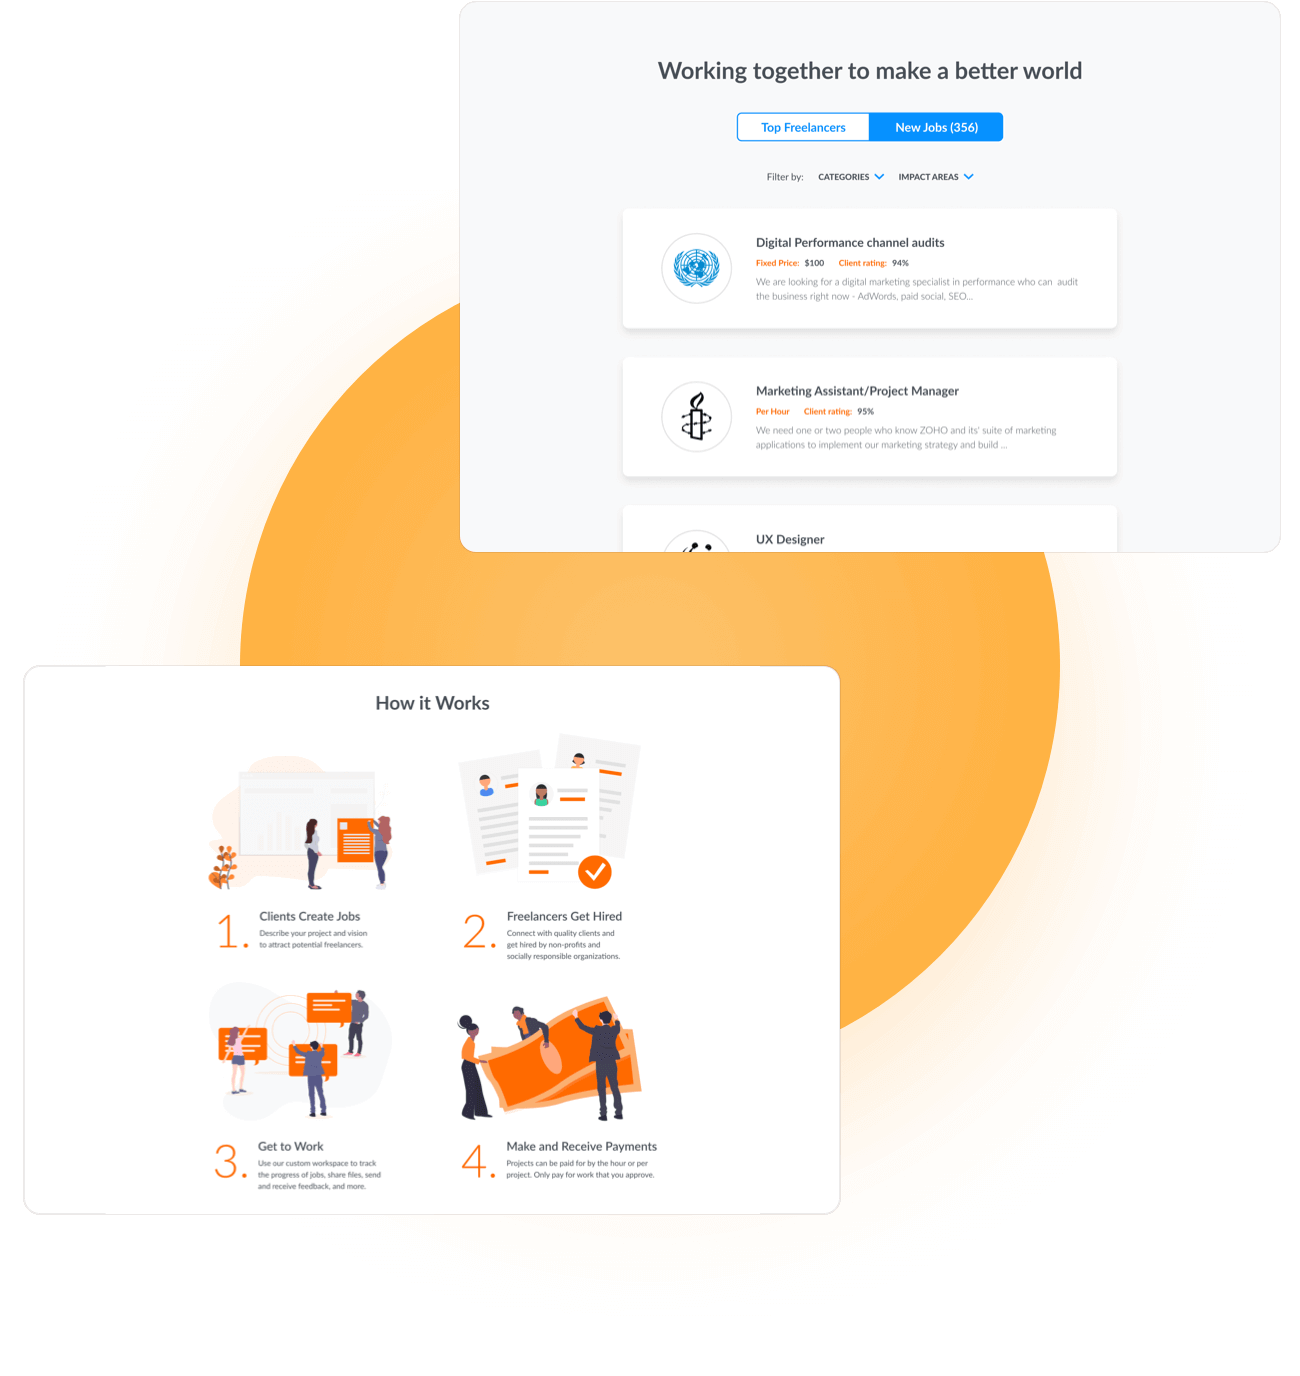 Working together to make a better world
Top Freelancers
New Jobs (356)
Filter by: CATEGORIES IMPACT AREAS
Digital Performance channel audits
Fixed Price: $100 Client rating: 94%
We are looking for a digital marketing specialist in performance who can audit
the business right now - AdWords, paid social, SEO...
Marketing Assistant/Project Manager
Per Hour Client rating: 95%
We need one or two people who know ZOHO and its' suite of marketing
applications to implement our marketing strategy and build ...
UX Designer
How it Works
1. Clients Create Jobs
Describe your project and vision
to attract potential freelancers.
2. Freelancers Get Hired
Connect with quality clients and
get hired by non-profits and
socially responsible organizations.
3. Get to Work
Use our custom workspace to track
the progress of jobs, share files, send
and receive feedback, and more.
4. Make and Receive Payments
Projects can be paid for by the hour or per
project. Only pay for work that you approve.